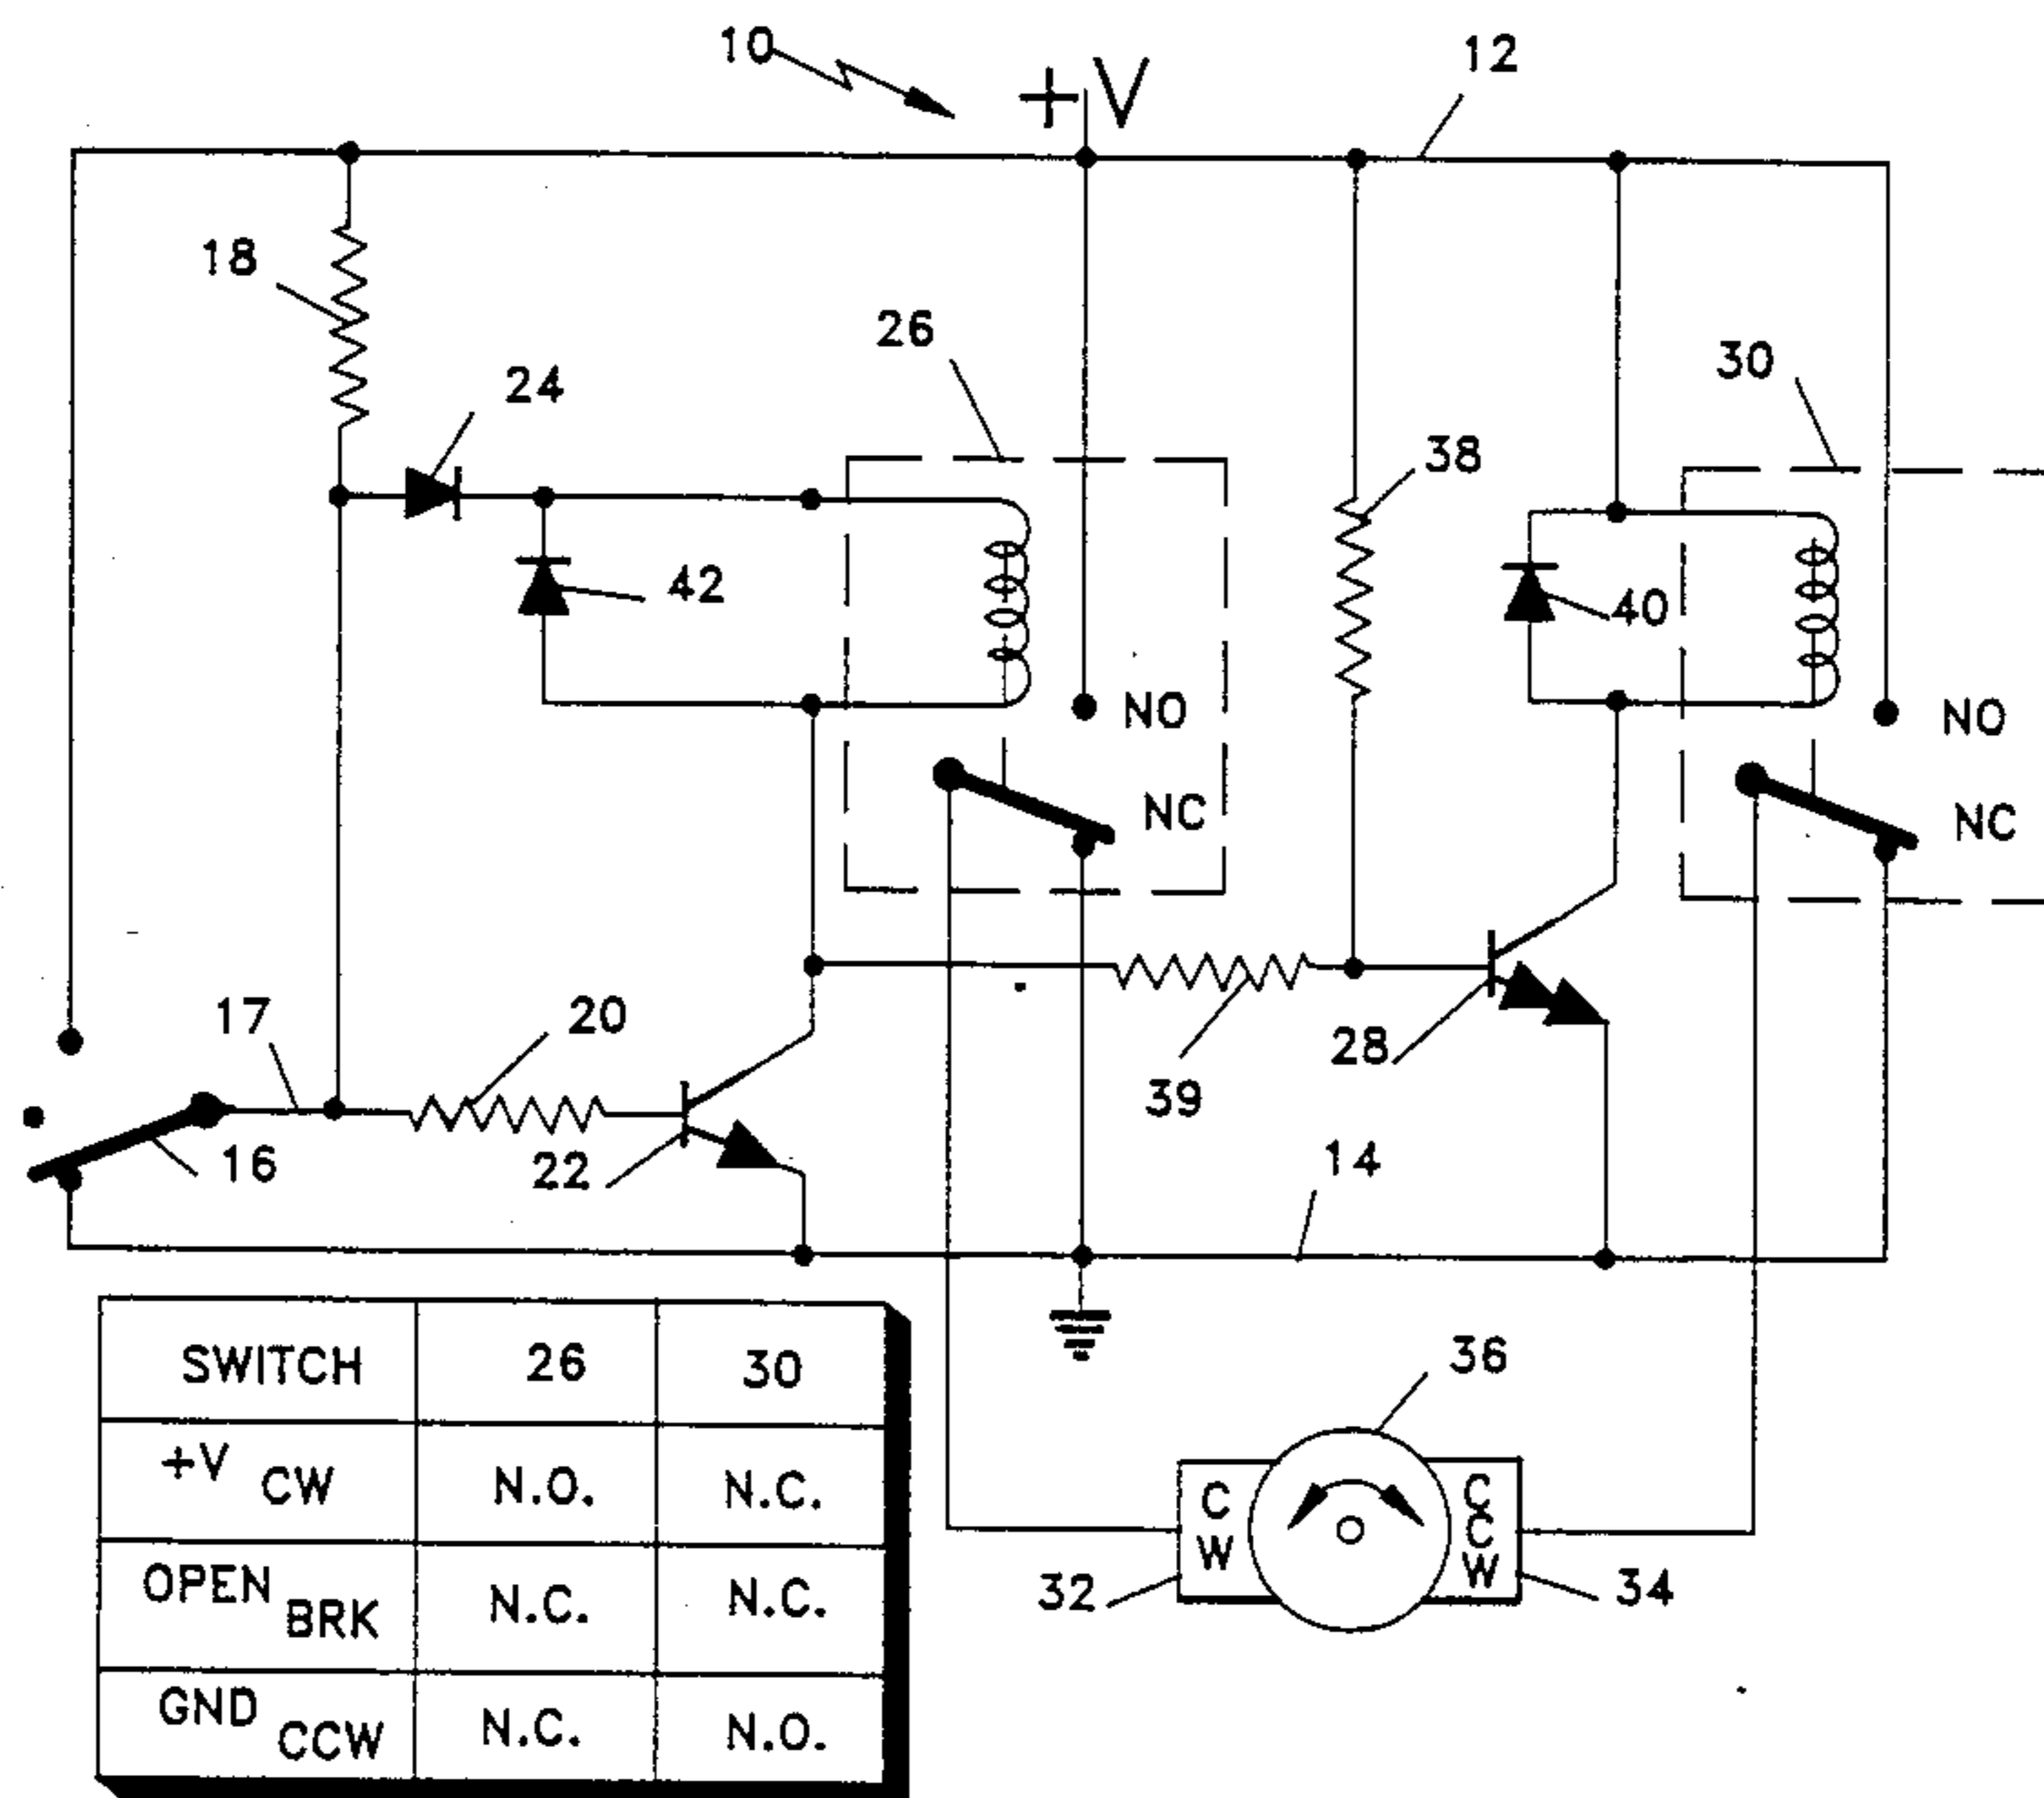 10
+V
12
18
24
26
30
38
42
40
NO
NO
NC
NC
17
20
39
28
16
22
14
SWITCH 26 30
+V CW N.O. N.C.
OPEN BRK N.C. N.C.
GND CCW N.C. N.O.
36
CW
CCW
32
34